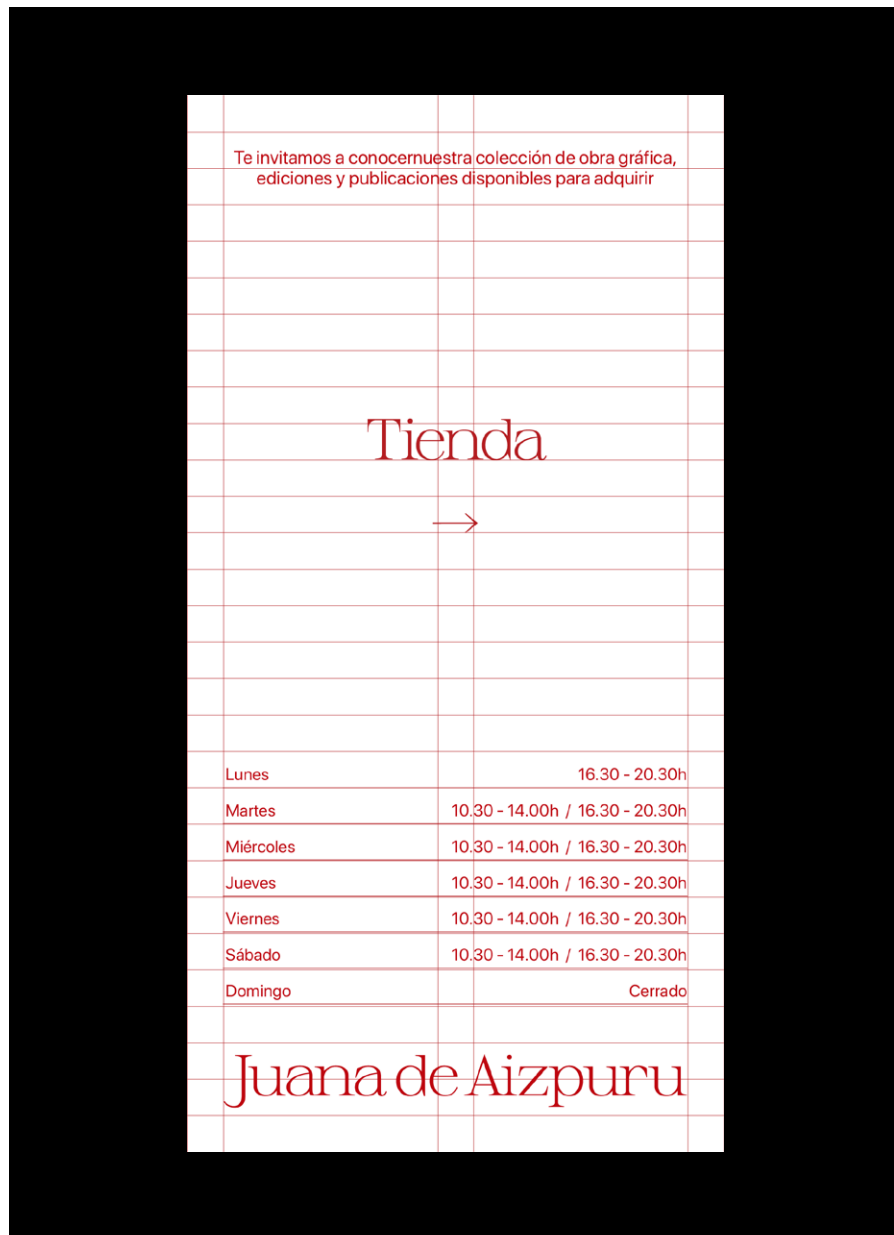 Te invitamos a conocernuestra colección de obra gráfica,
ediciones y publicaciones disponibles para adquirir
Tienda
→
Lunes 16.30 - 20.30h
Martes 10.30 - 14.00h / 16.30 - 20.30h
Miércoles 10.30 - 14.00h / 16.30 - 20.30h
Jueves 10.30 - 14.00h / 16.30 - 20.30h
Viernes 10.30 - 14.00h / 16.30 - 20.30h
Sábado 10.30 - 14.00h / 16.30 - 20.30h
Domingo Cerrado
Juana de Aizpuru